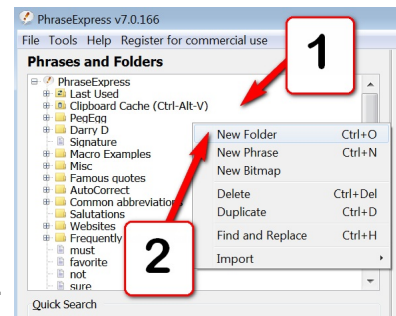 PhraseExpress v7.0.166
File Tools Help Register for commercial use
1
Phrases and Folders
PhraseExpress
Last Used
Clipboard Cache (Ctrl-Alt-V)
PegEgg
Darry D
Signature
Macro Examples
Misc
Famous quotes
AutoCorrect
Common abbreviations
Salutations
Websites
Frequently
must
favorite
not
sure
New Folder Ctrl+O
New Phrase Ctrl+N
New Bitmap
Delete Ctrl+Del
Duplicate Ctrl+D
Find and Replace Ctrl+H
Import
2
Quick Search